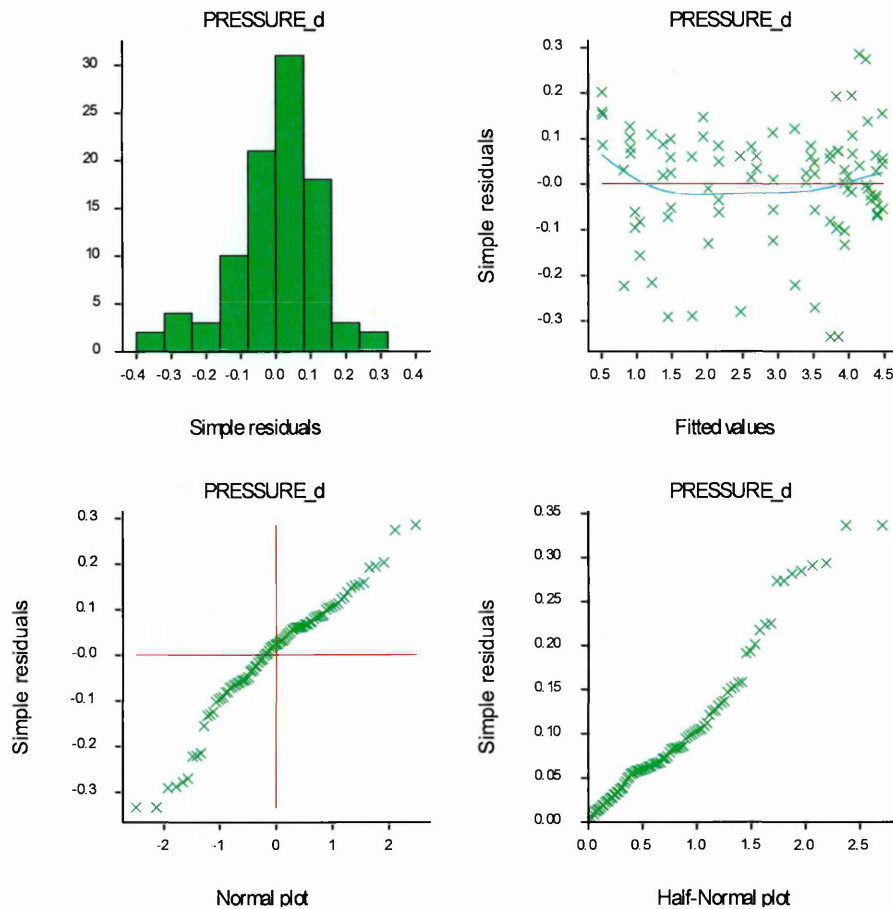 PRESSURE_d
30
25
20
15
10
5
0
-0.4 -0.3 -0.2 -0.1 0.0 0.1 0.2 0.3 0.4
Simple residuals
PRESSURE_d
Simple residuals
0.3
0.2
0.1
-0.0
-0.1
-0.2
-0.3
0.5 1.0 1.5 2.0 2.5 3.0 3.5 4.0 4.5
Fitted values
PRESSURE_d
Simple residuals
0.3
0.2
0.1
-0.0
-0.1
-0.2
-0.3
-2 -1 0 1 2
Normal plot
PRESSURE_d
Simple residuals
0.35
0.30
0.25
0.20
0.15
0.10
0.05
0.00
0.0 0.5 1.0 1.5 2.0 2.5
Half-Normal plot